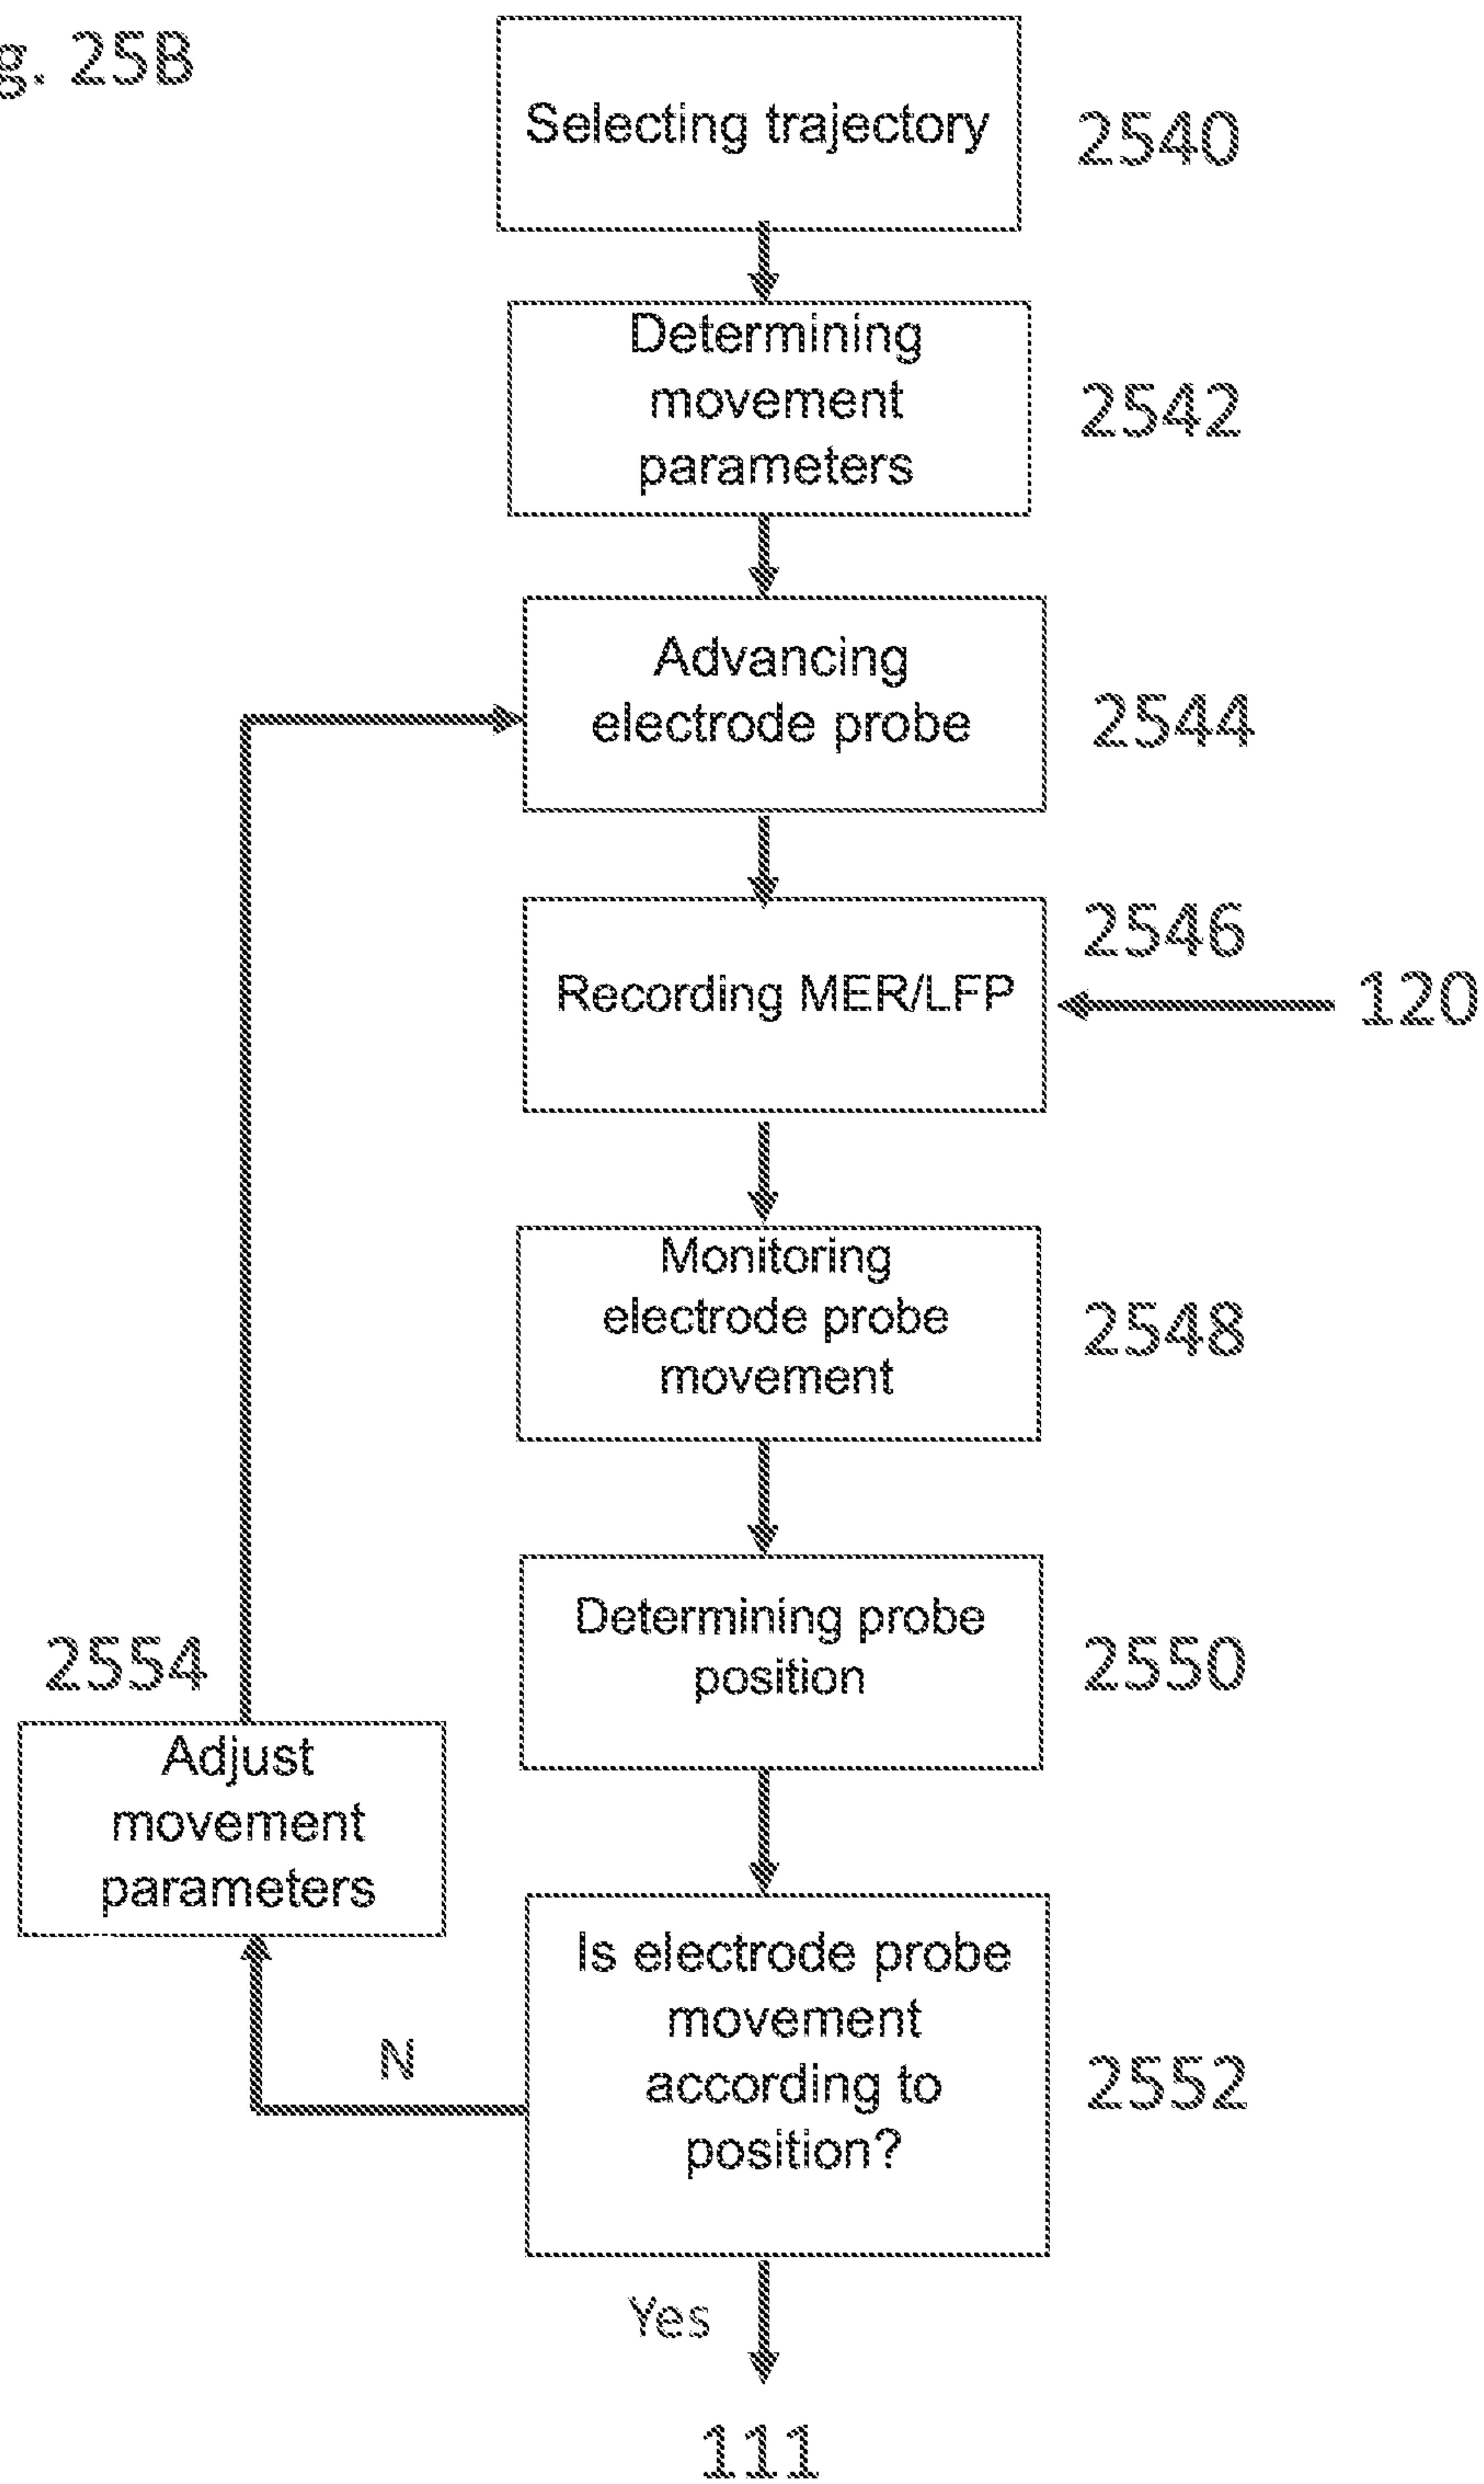 g. 25B
Selecting trajectory
2540
Determining
movement
parameters
2542
Advancing
electrode probe
2544
2546
Recording MER/LFP
120
Monitoring
electrode probe
movement
2548
Determining probe
position
2550
2554
Adjust
movement
parameters
Is electrode probe
movement
according to
position?
2552
N
Yes
111